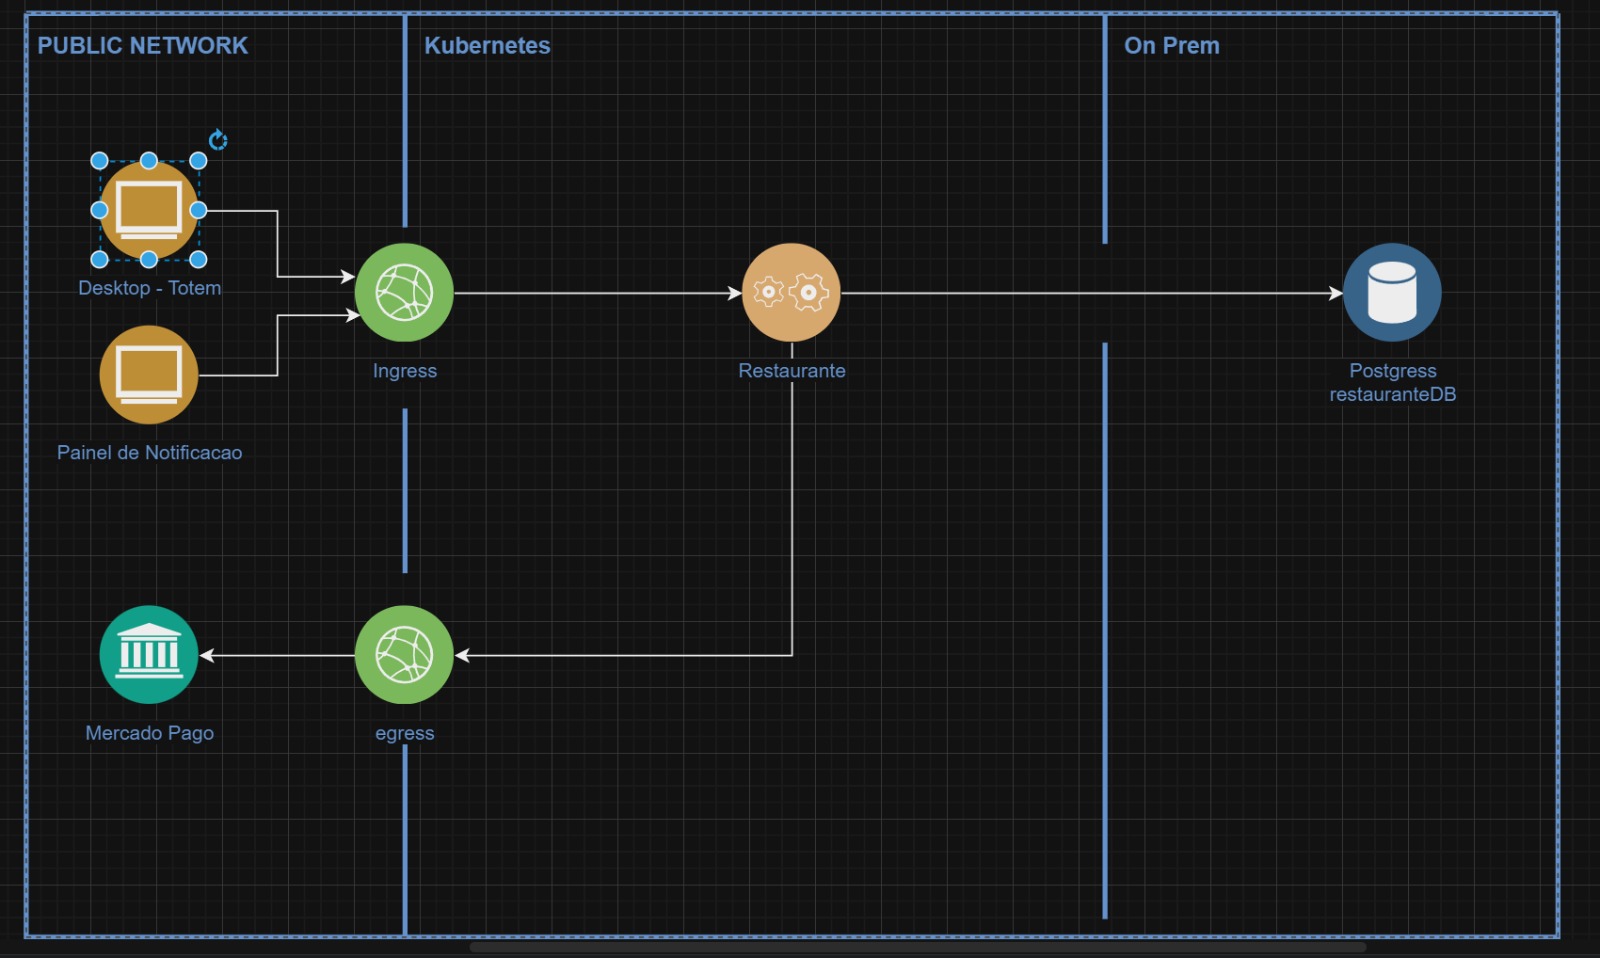 PUBLIC NETWORK
Kubernetes
On Prem
Desktop - Totem
Ingress
Restaurante
Postgress
restauranteDB
Painel de Notificacao
Mercado Pago
egress